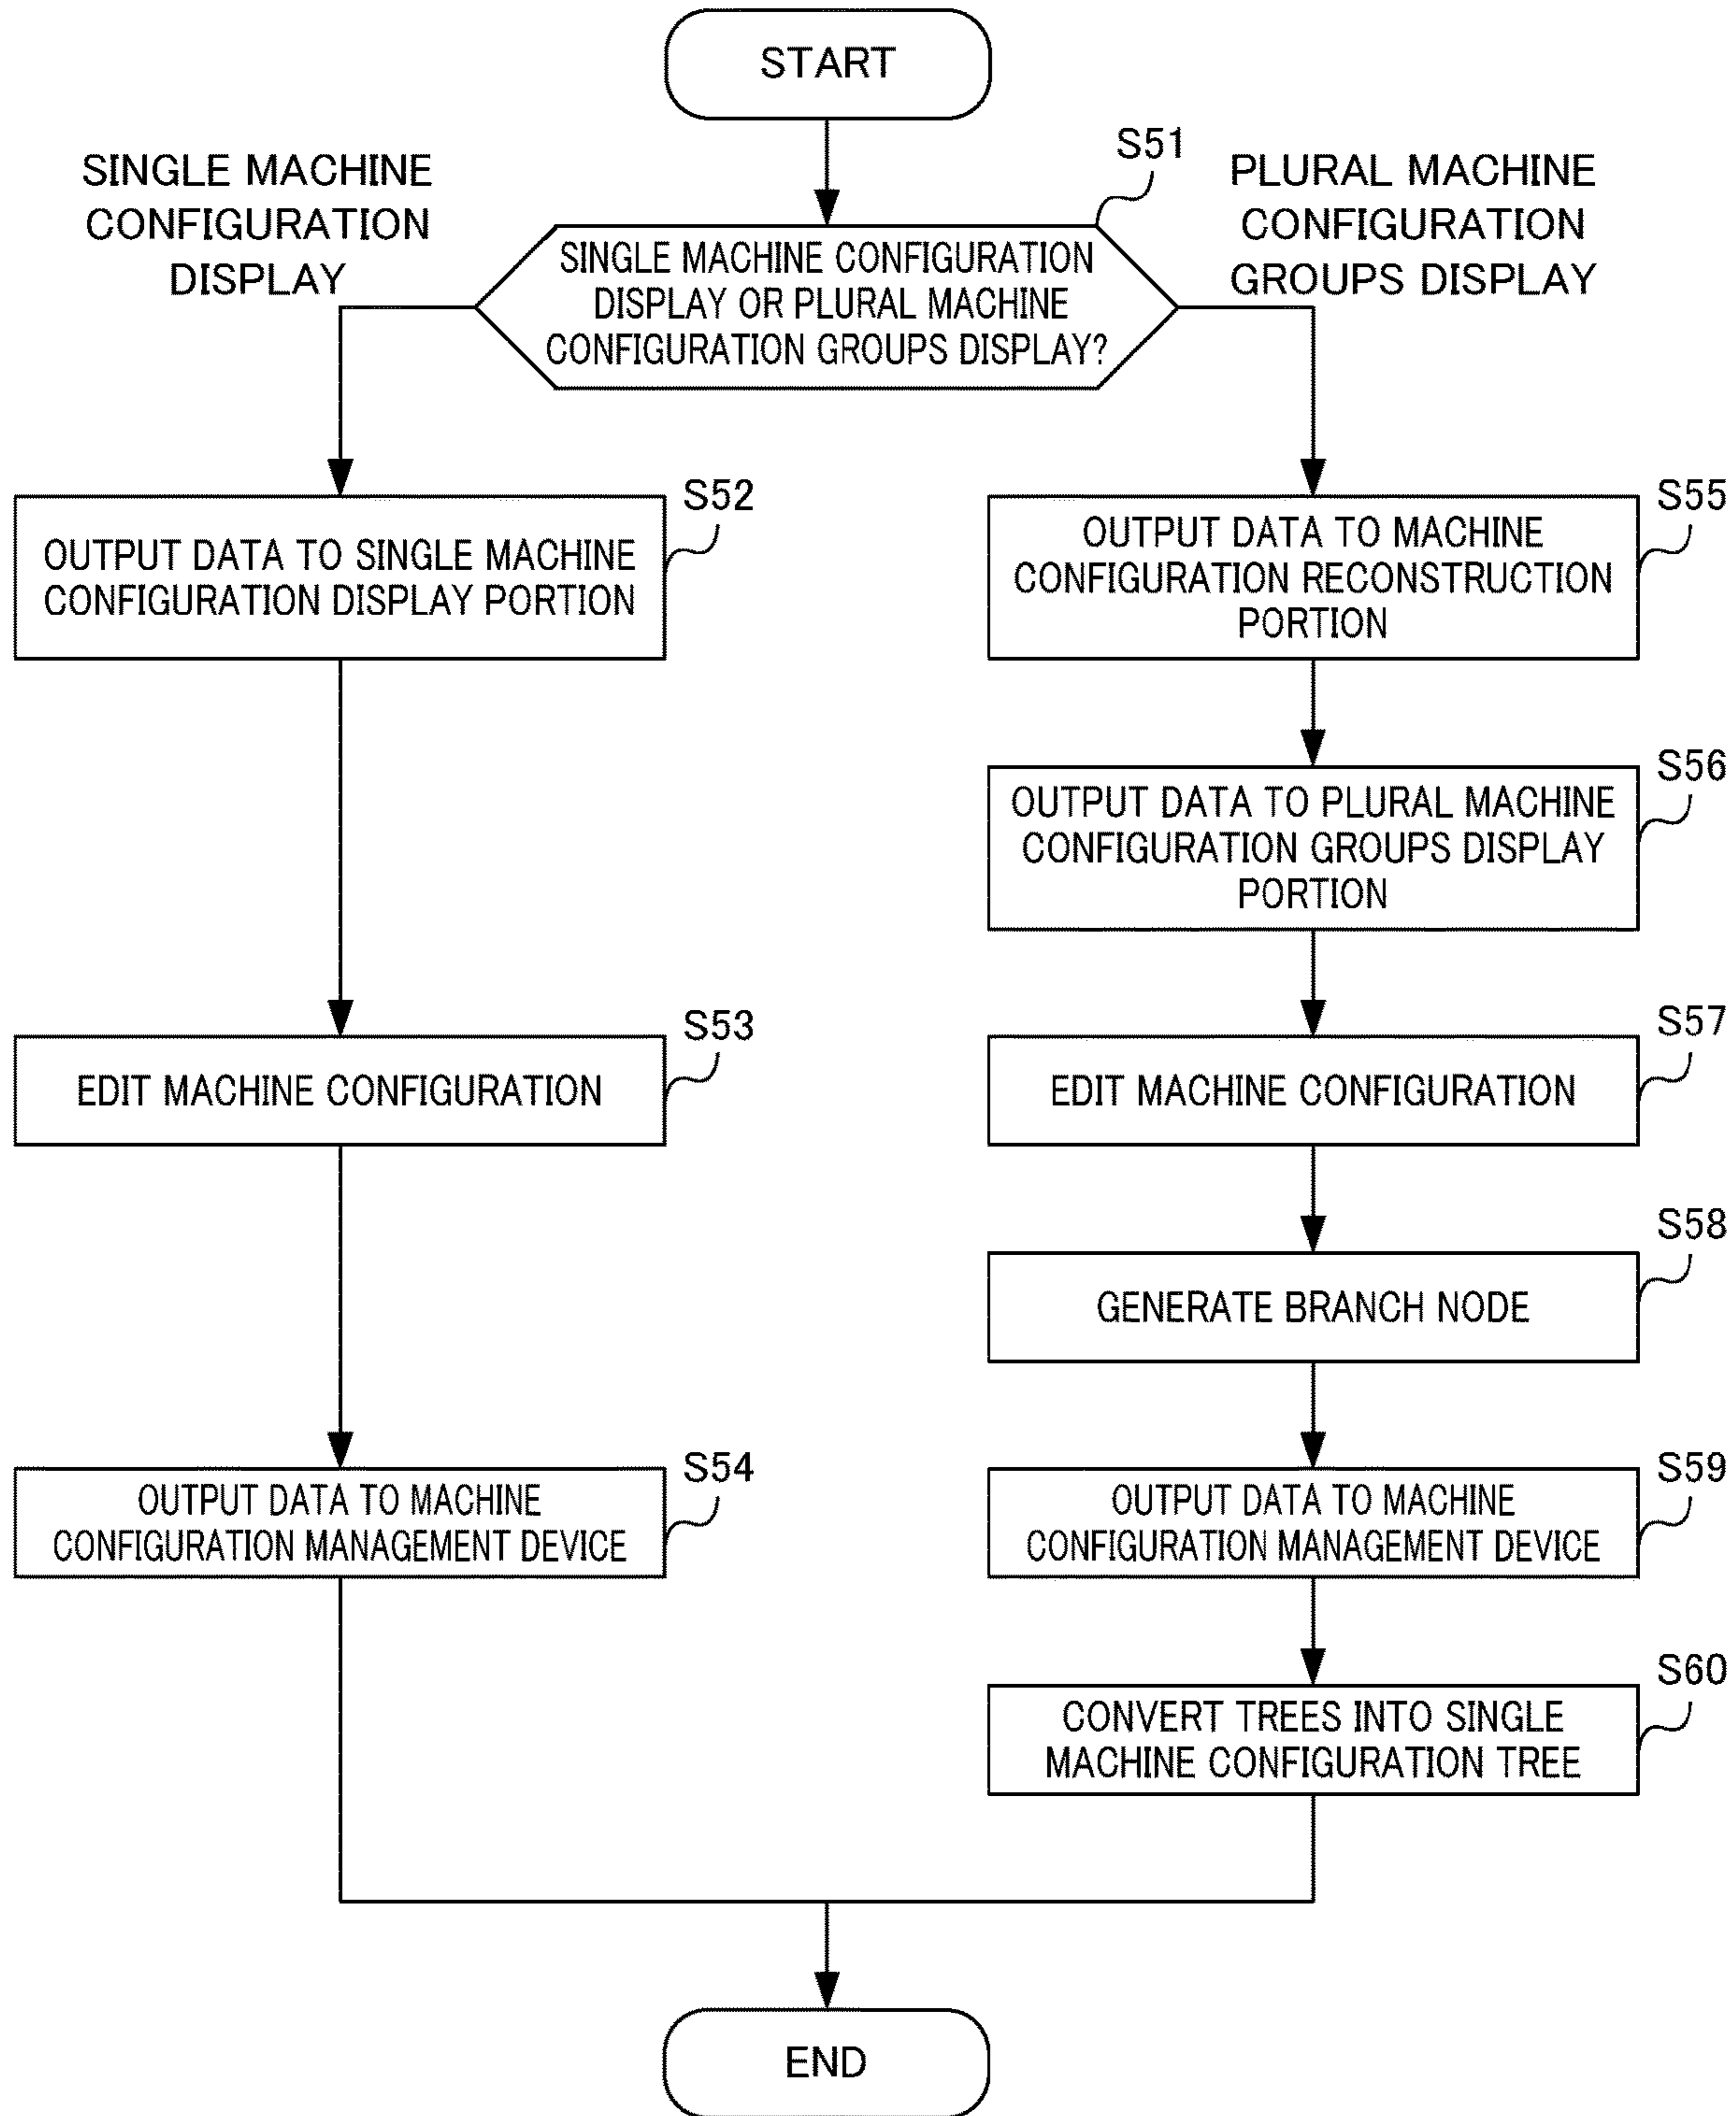 START
S51
SINGLE MACHINE
CONFIGURATION
DISPLAY
PLURAL MACHINE
CONFIGURATION
GROUPS DISPLAY
SINGLE MACHINE CONFIGURATION
DISPLAY OR PLURAL MACHINE
CONFIGURATION GROUPS DISPLAY?
S52
OUTPUT DATA TO SINGLE MACHINE
CONFIGURATION DISPLAY PORTION
S53
EDIT MACHINE CONFIGURATION
S54
OUTPUT DATA TO MACHINE
CONFIGURATION MANAGEMENT DEVICE
S55
OUTPUT DATA TO MACHINE
CONFIGURATION RECONSTRUCTION
PORTION
S56
OUTPUT DATA TO PLURAL MACHINE
CONFIGURATION GROUPS DISPLAY
PORTION
S57
EDIT MACHINE CONFIGURATION
S58
GENERATE BRANCH NODE
S59
OUTPUT DATA TO MACHINE
CONFIGURATION MANAGEMENT DEVICE
S60
CONVERT TREES INTO SINGLE
MACHINE CONFIGURATION TREE
END